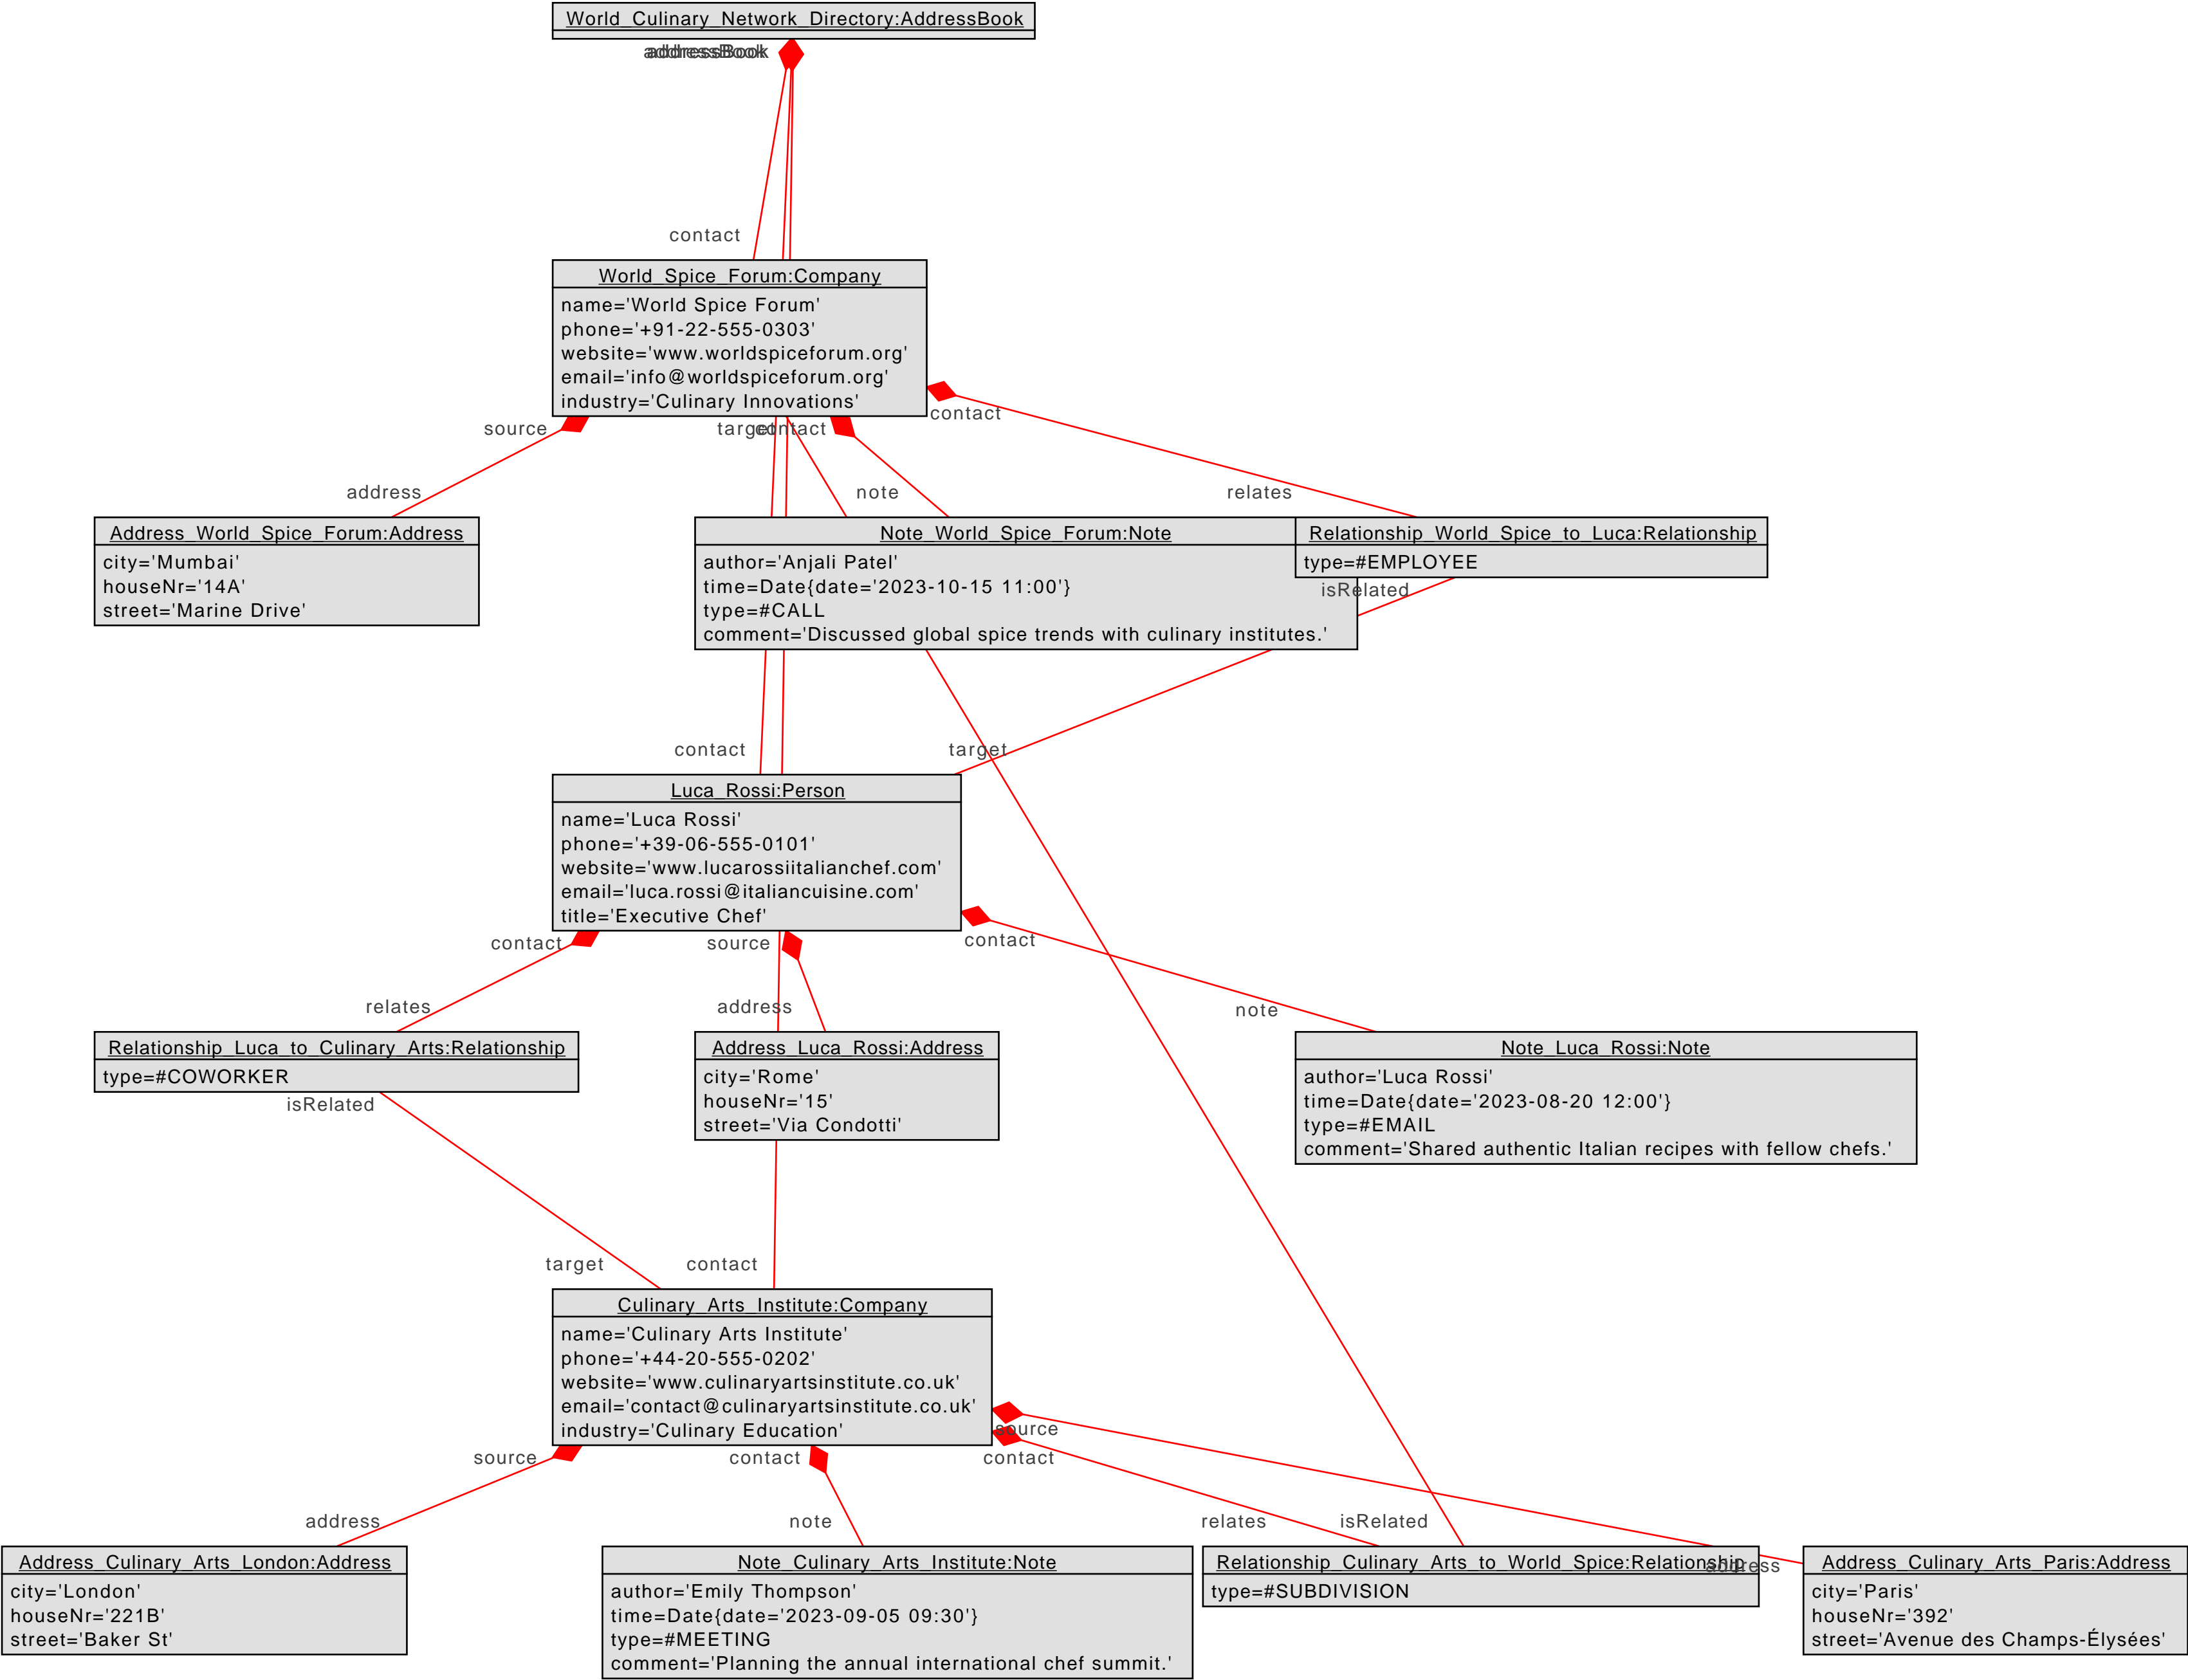 World_Culinary_Network_Directory:AddressBook
addressBook
contact
World_Spice_Forum:Company
name='World Spice Forum'
phone='+91-22-555-0303'
website='www.worldspiceforum.org'
email='info@worldspiceforum.org'
industry='Culinary Innovations'
contact
source
target
contact
address
note
relates
Address_World_Spice_Forum:Address
city='Mumbai'
houseNr='14A'
street='Marine Drive'
Note_World_Spice_Forum:Note
author='Anjali Patel'
time=Date{date='2023-10-15 11:00'}
type=#CALL
comment='Discussed global spice trends with culinary institutes.'
Relationship_World_Spice_to_Luca:Relationship
type=#EMPLOYEE
isRelated
contact
target
Luca_Rossi:Person
name='Luca Rossi'
phone='+39-06-555-0101'
website='www.lucarossiitalianchef.com'
email='luca.rossi@italiancuisine.com'
title='Executive Chef'
contact
source
contact
relates
address
note
Relationship_Luca_to_Culinary_Arts:Relationship
type=#COWORKER
isRelated
Address_Luca_Rossi:Address
city='Rome'
houseNr='15'
street='Via Condotti'
Note_Luca_Rossi:Note
author='Luca Rossi'
time=Date{date='2023-08-20 12:00'}
type=#EMAIL
comment='Shared authentic Italian recipes with fellow chefs.'
target
contact
Culinary_Arts_Institute:Company
name='Culinary Arts Institute'
phone='+44-20-555-0202'
website='www.culinaryartsinstitute.co.uk'
email='contact@culinaryartsinstitute.co.uk'
industry='Culinary Education'
source
source
contact
contact
address
note
relates
isRelated
Address_Culinary_Arts_London:Address
city='London'
houseNr='221B'
street='Baker St'
Note_Culinary_Arts_Institute:Note
author='Emily Thompson'
time=Date{date='2023-09-05 09:30'}
type=#MEETING
comment='Planning the annual international chef summit.'
Relationship_Culinary_Arts_to_World_Spice:Relationship
type=#SUBDIVISION
address
Address_Culinary_Arts_Paris:Address
city='Paris'
houseNr='392'
street='Avenue des Champs-Élysées'